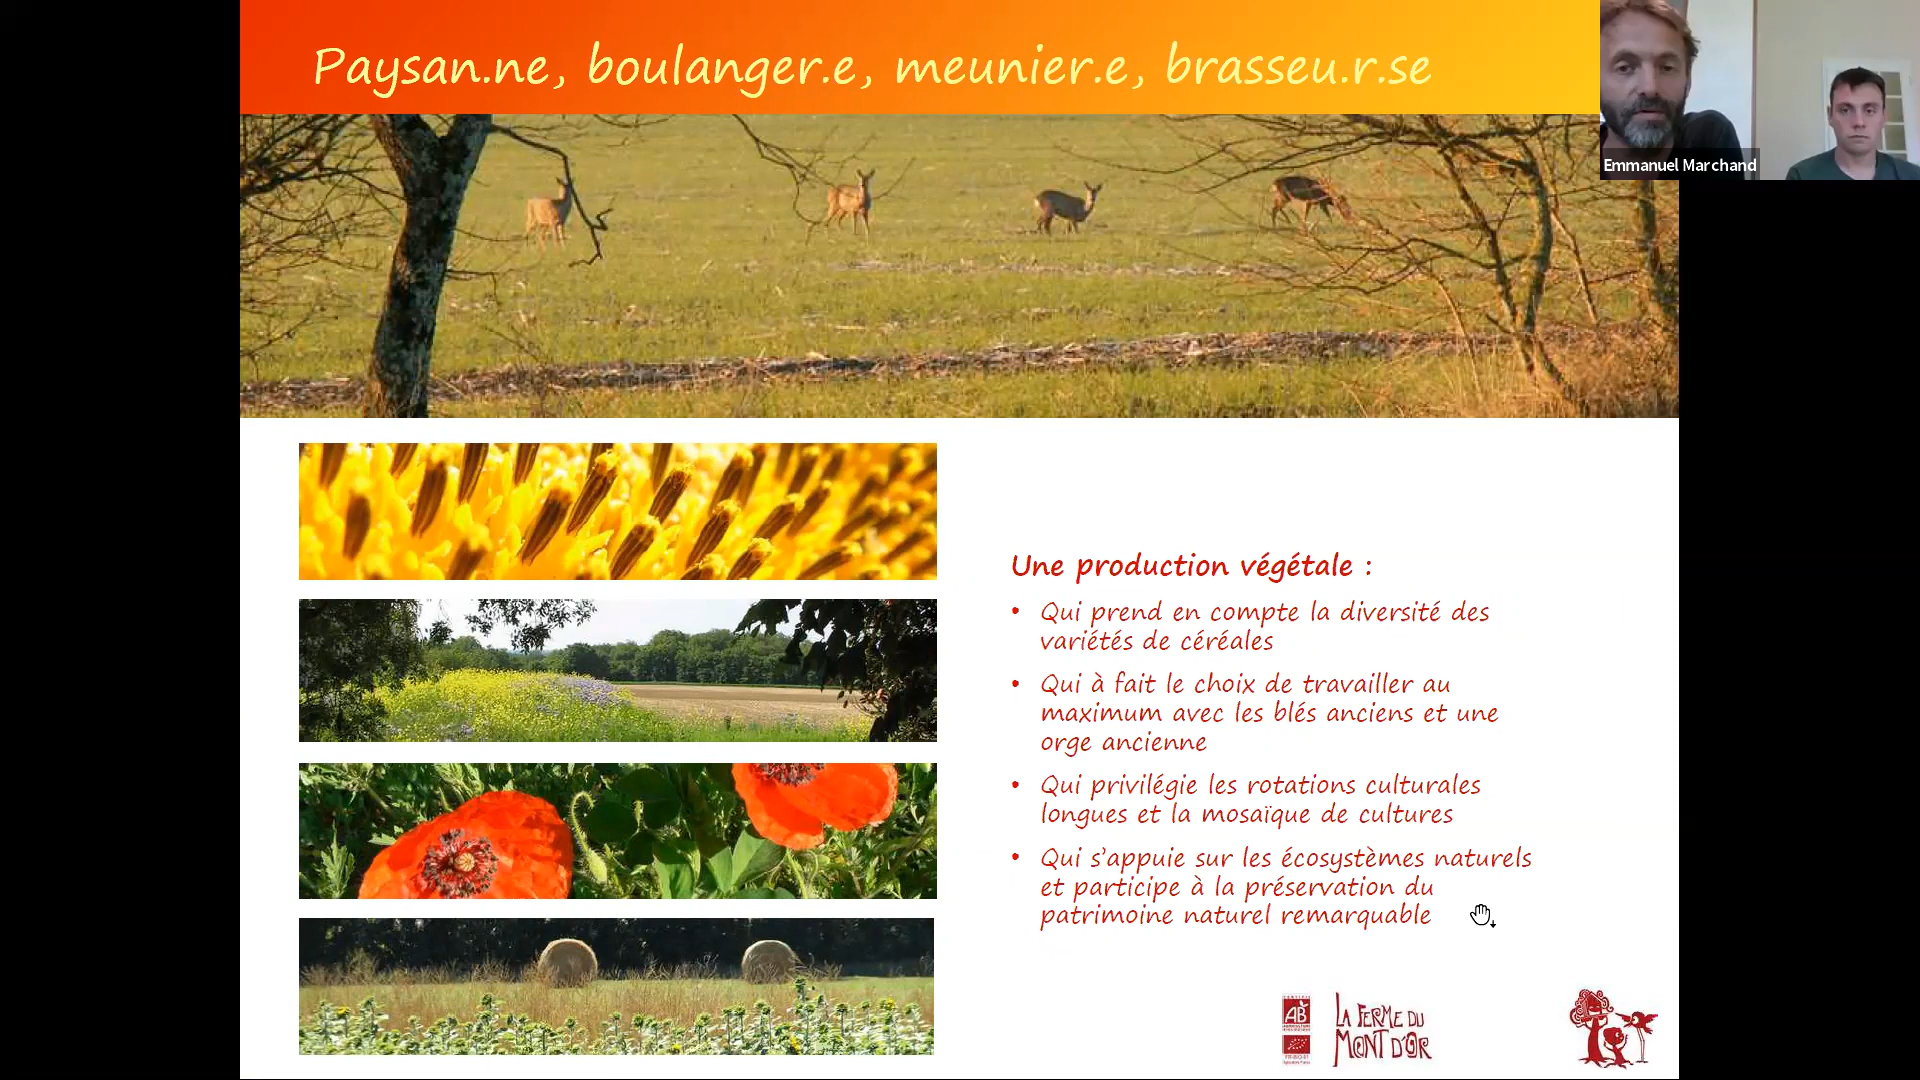 Paysan.ne, boulanger.e, meunier.e, brasseu.r.se
Emmanuel Marchand
Une production végétale :
• Qui prend en compte la diversité des
variétés de céréales
• Qui à fait le choix de travailler au
maximum avec les blés anciens et une
orge ancienne
• Qui privilégie les rotations culturales
longues et la mosaïque de cultures
• Qui s'appuie sur les écosystèmes naturels
et participe à la préservation du
patrimoine naturel remarquable
AB
LA FERME DU
MONT D'OR